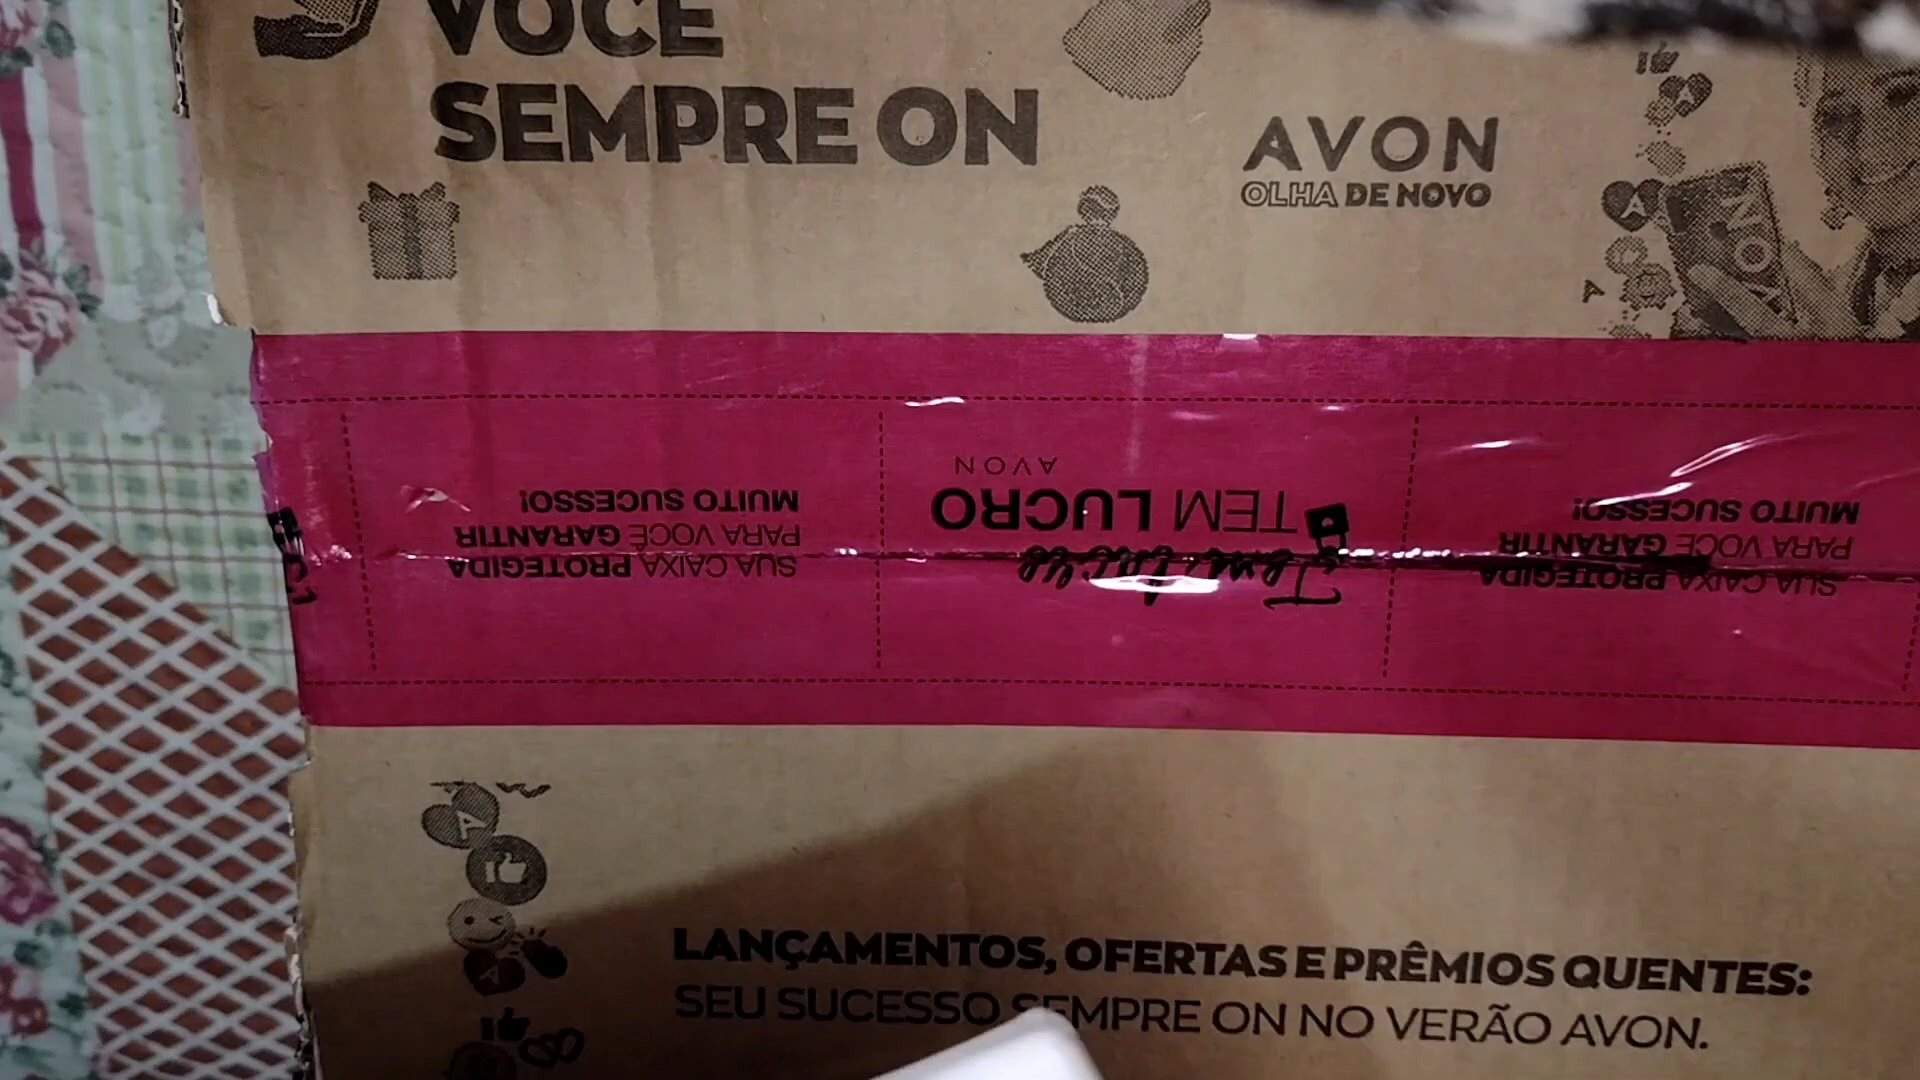 VOCÊ
SEMPRE ON
AVON
OLHA DE NOVO
AVON
SUA CAIXA PROTEGIDA
PARA VOCÊ GARANTIR
MUITO SUCESSO!
TEM LUCRO
AVON
SUA CAIXA PROTEGIDA
PARA VOCÊ GARANTIR
MUITO SUCESSO!
LANÇAMENTOS, OFERTAS E PRÊMIOS QUENTES:
SEU SUCESSO SEMPRE ON NO VERÃO AVON.